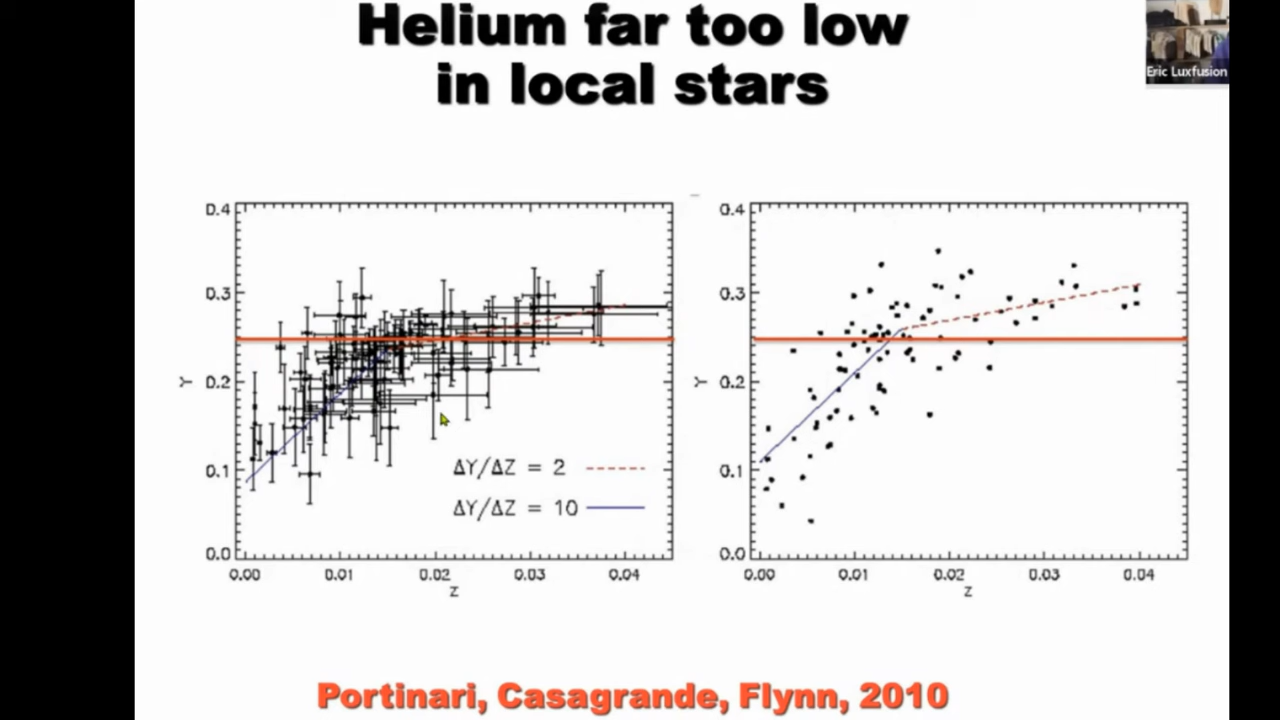 Helium far too low
in local stars
Eric Luxfusion
0.4
0.3
0.2
0.1
0.0
Y
ΔY/ΔZ = 2
ΔY/ΔZ = 10
0.00 0.01 0.02 0.03 0.04
Z
0.4
0.3
0.2
0.1
0.0
Y
0.00 0.01 0.02 0.03 0.04
Z
Portinari, Casagrande, Flynn, 2010